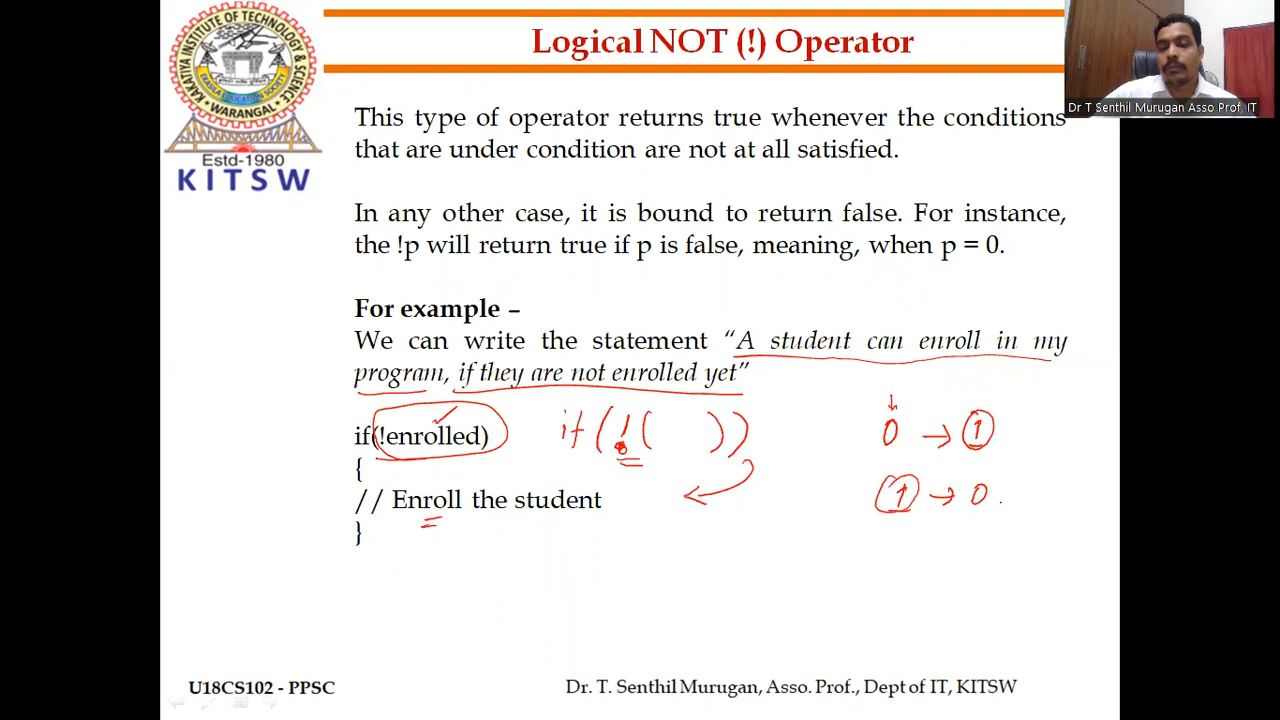 Logical NOT (!) Operator
Dr T Senthil Murugan Asso Prof, IT
KAKATIYA INSTITUTE OF TECHNOLOGY & SCIENCE
EKASILA EDUCATION SOCIETY
WARANGAL
Estd-1980
KITSW
This type of operator returns true whenever the conditions
that are under condition are not at all satisfied.
In any other case, it is bound to return false. For instance,
the !p will return true if p is false, meaning, when p = 0.
For example –
We can write the statement “A student can enroll in my
program, if they are not enrolled yet”
if(!enrolled) if (!( )) 0 → 1
{
// Enroll the student 1 → 0
}
U18CS102 - PPSC
Dr. T. Senthil Murugan, Asso. Prof., Dept of IT, KITSW